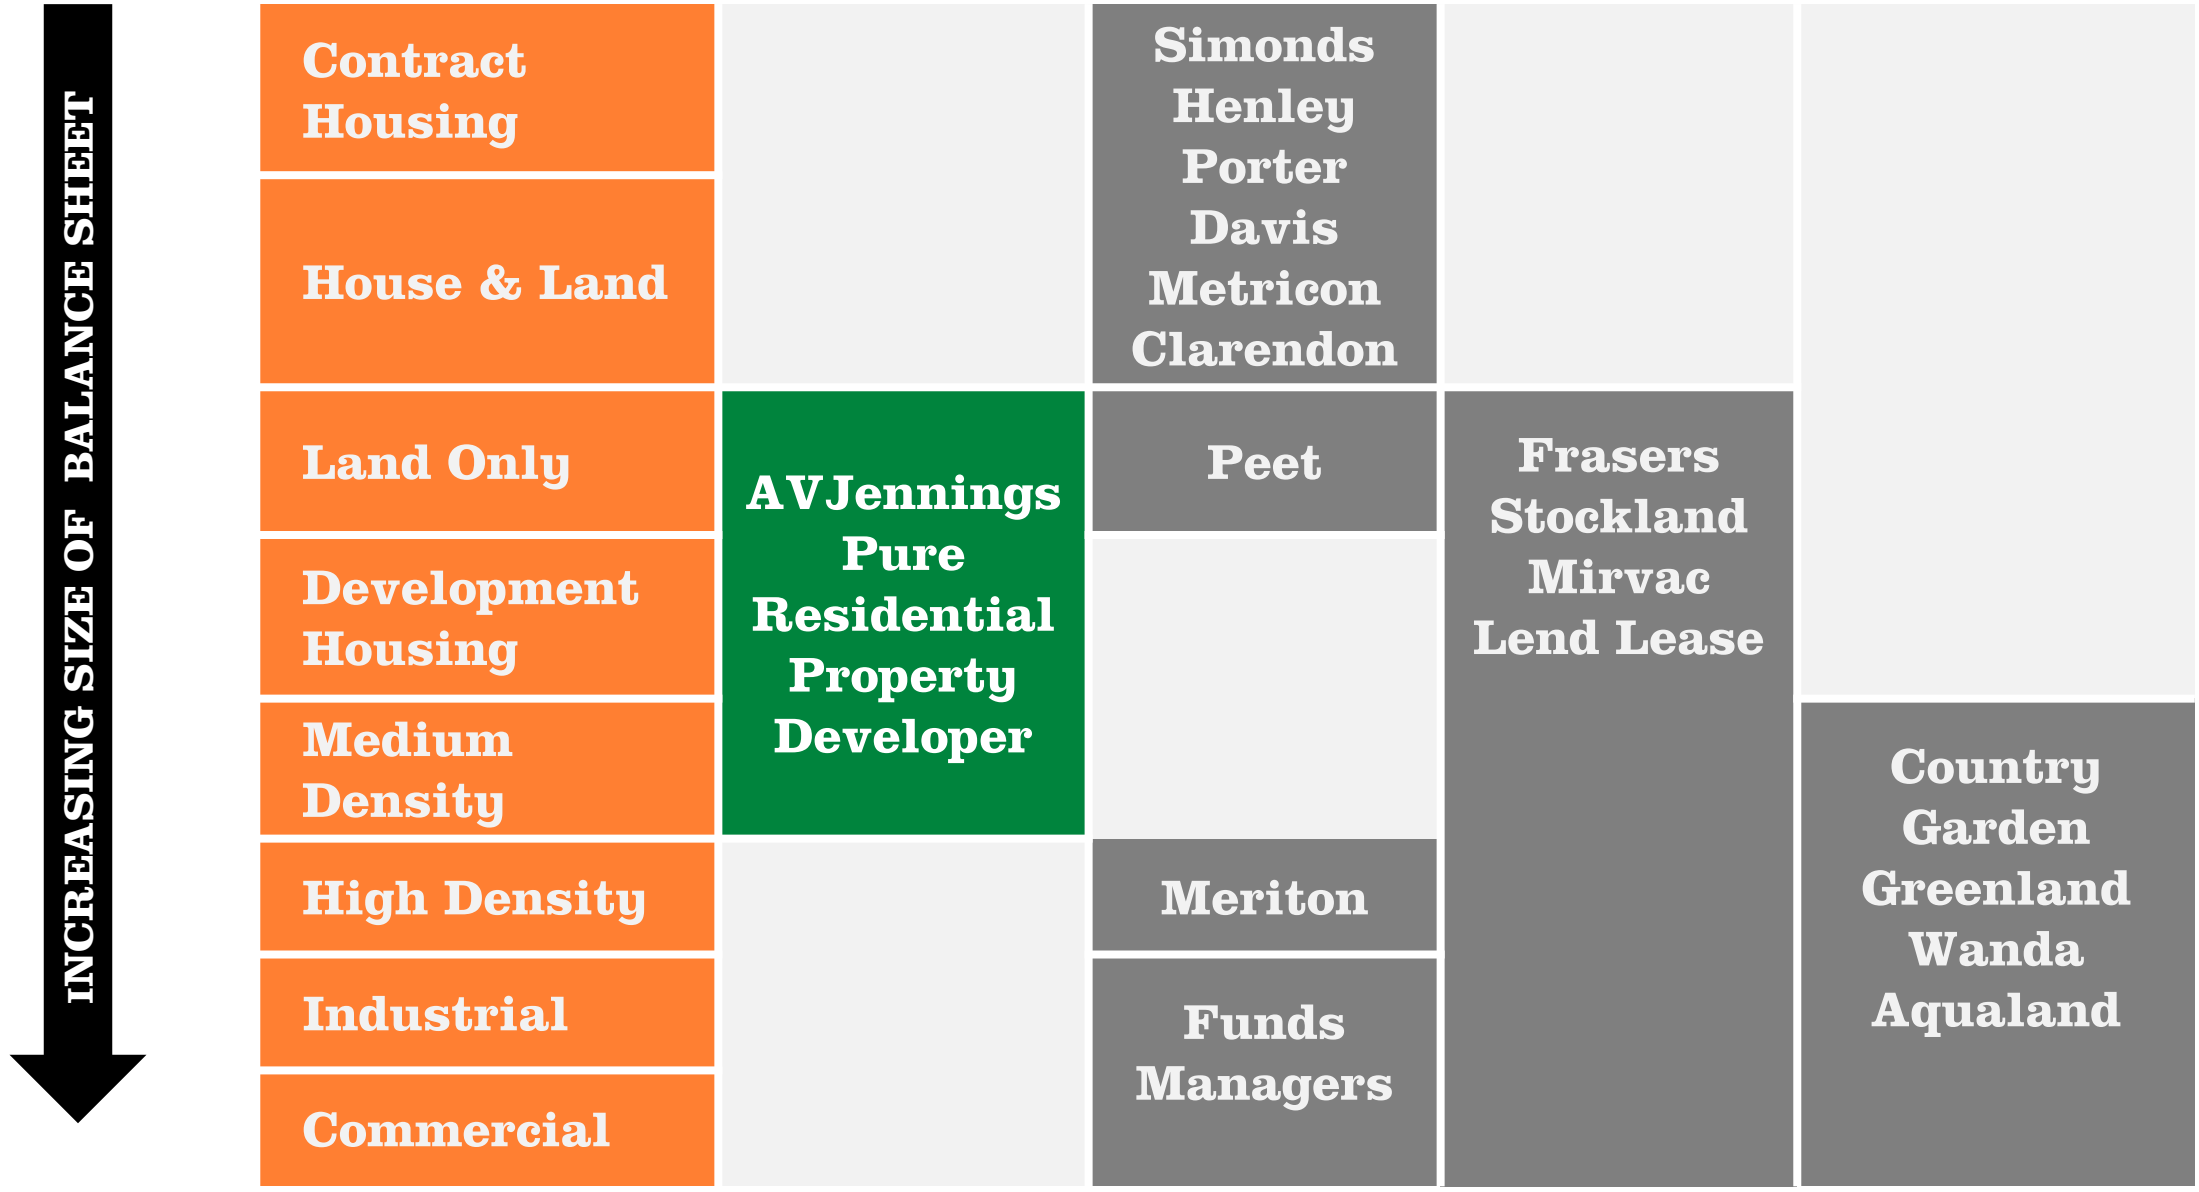 INCREASING SIZE OF BALANCE SHEET
Contract
Housing
House & Land
Land Only
Development
Housing
Medium
Density
High Density
Industrial
Commercial
AVJennings
Pure
Residential
Property
Developer
Simonds
Henley
Porter
Davis
Metricon
Clarendon
Peet
Meriton
Funds
Managers
Frasers
Stockland
Mirvac
Lend Lease
Country
Garden
Greenland
Wanda
Aqualand